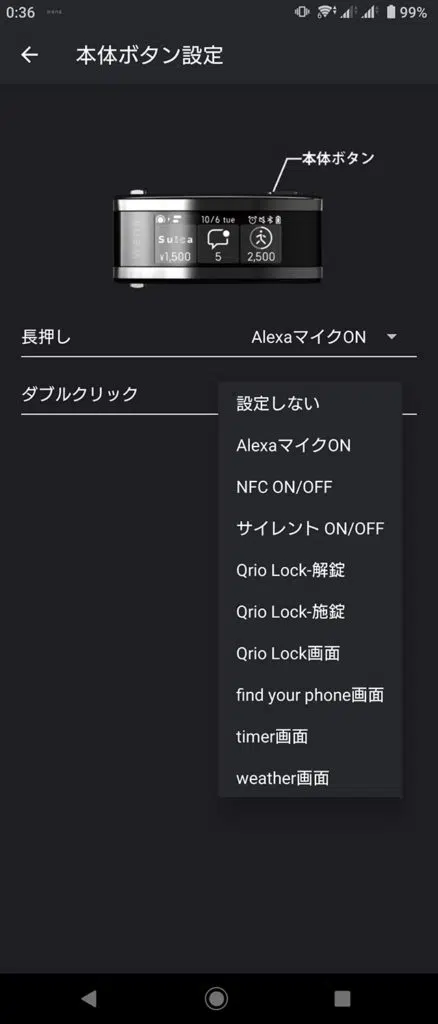 0:36
wena
99%
本体ボタン設定
本体ボタン
10/6 tue
Suica
¥1,500
5
2,500
長押し
AlexaマイクON
ダブルクリック
設定しない
AlexaマイクON
NFC ON/OFF
サイレント ON/OFF
Qrio Lock-解錠
Qrio Lock-施錠
Qrio Lock画面
find your phone画面
timer画面
weather画面